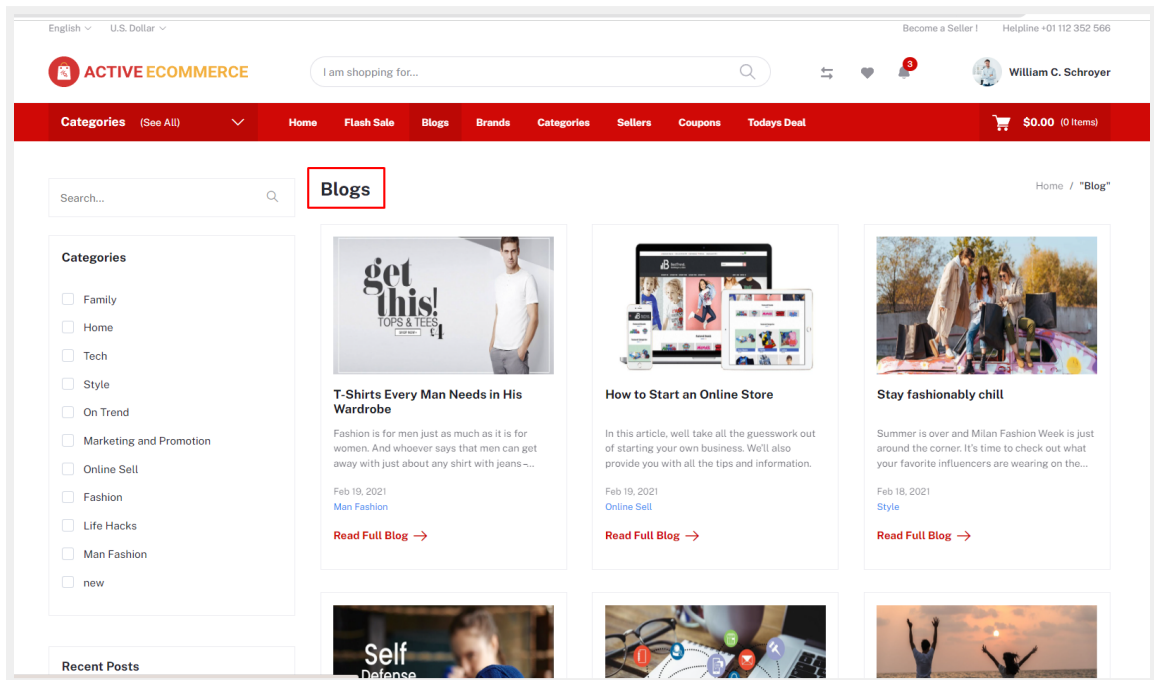 English U.S. Dollar Become a Seller ! Helpline +01 112 352 566
ACTIVE ECOMMERCE I am shopping for... 3 William C. Schroyer
Categories (See All) Home Flash Sale Blogs Brands Categories Sellers Coupons Todays Deal $0.00 (0 Items)
Search...
Blogs
Home / "Blog"
Categories
Family
Home
Tech
Style
On Trend
Marketing and Promotion
Online Sell
Fashion
Life Hacks
Man Fashion
new
Recent Posts
get
this!
TOPS & TEES
£4
T-Shirts Every Man Needs in His
Wardrobe
Fashion is for men just as much as it is for
women. And whoever says that men can get
away with just about any shirt with jeans –...
Feb 19, 2021
Man Fashion
Read Full Blog
How to Start an Online Store
In this article, well take all the guesswork out
of starting your own business. We'll also
provide you with all the tips and information.
Feb 19, 2021
Online Sell
Read Full Blog
Stay fashionably chill
Summer is over and Milan Fashion Week is just
around the corner. It's time to check out what
your favorite influencers are wearing on the...
Feb 18, 2021
Style
Read Full Blog
Self
Defense